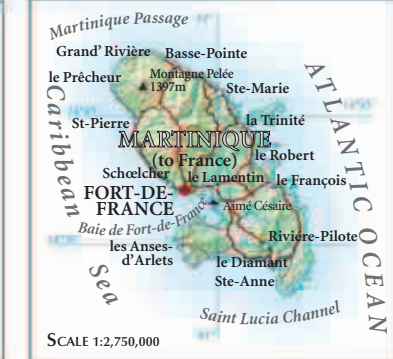 Martinique Passage
Grand' Rivière
Basse-Pointe
le Prêcheur
Montagne Pelée
1397m
Ste-Marie
ATLANTIC OCEAN
Caribbean Sea
St-Pierre
la Trinité
MARTINIQUE
(to France)
le Robert
Schœlcher
le Lamentin
le François
FORT-DE-
FRANCE
Aimé Césaire
Baie de Fort-de-France
Rivière-Pilote
les Anses-
d'Arlets
le Diamant
Ste-Anne
Saint Lucia Channel
SCALE 1:2,750,000